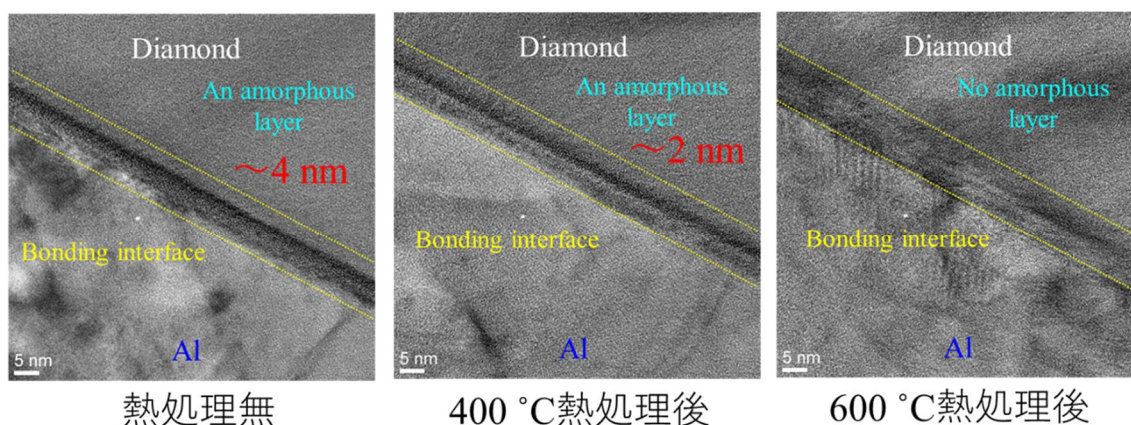 Diamond
An amorphous
layer
～4 nm
Bonding interface
Al
5 nm
熱処理無
Diamond
An amorphous
layer
～2 nm
Bonding interface
Al
5 nm
400 ℃熱処理後
Diamond
No amorphous
layer
Bonding interface
Al
5 nm
600 ℃熱処理後